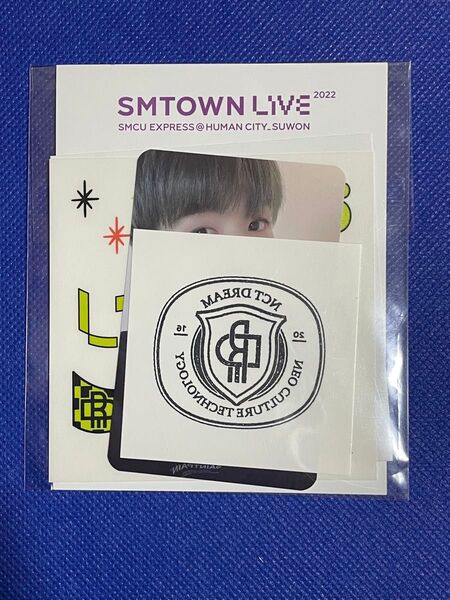 SMTOWN LIVE 2022
SMCU EXPRESS@HUMAN CITY_SUWON
NCT DREAM
20
16
NEO CULTURE TECHNOLOGY